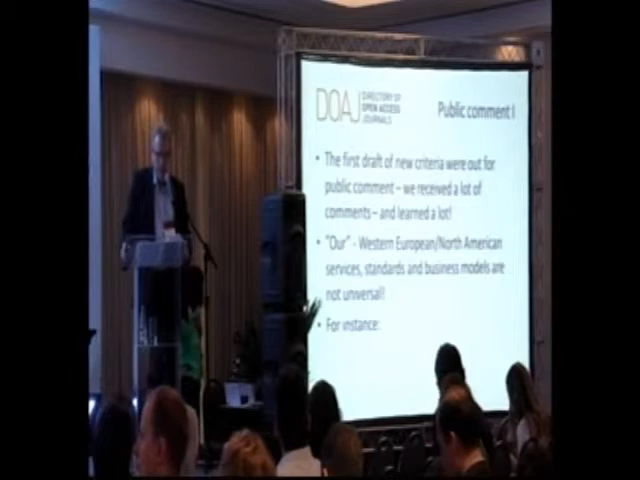 DOAJ DIRECTORY OF
OPEN ACCESS
JOURNALS
Public comment I
• The first draft of new criteria were out for
public comment – we received a lot of
comments – and learned a lot!
• "Our" - Western European/North American
services, standards and business models are
not universal!
• For instance: